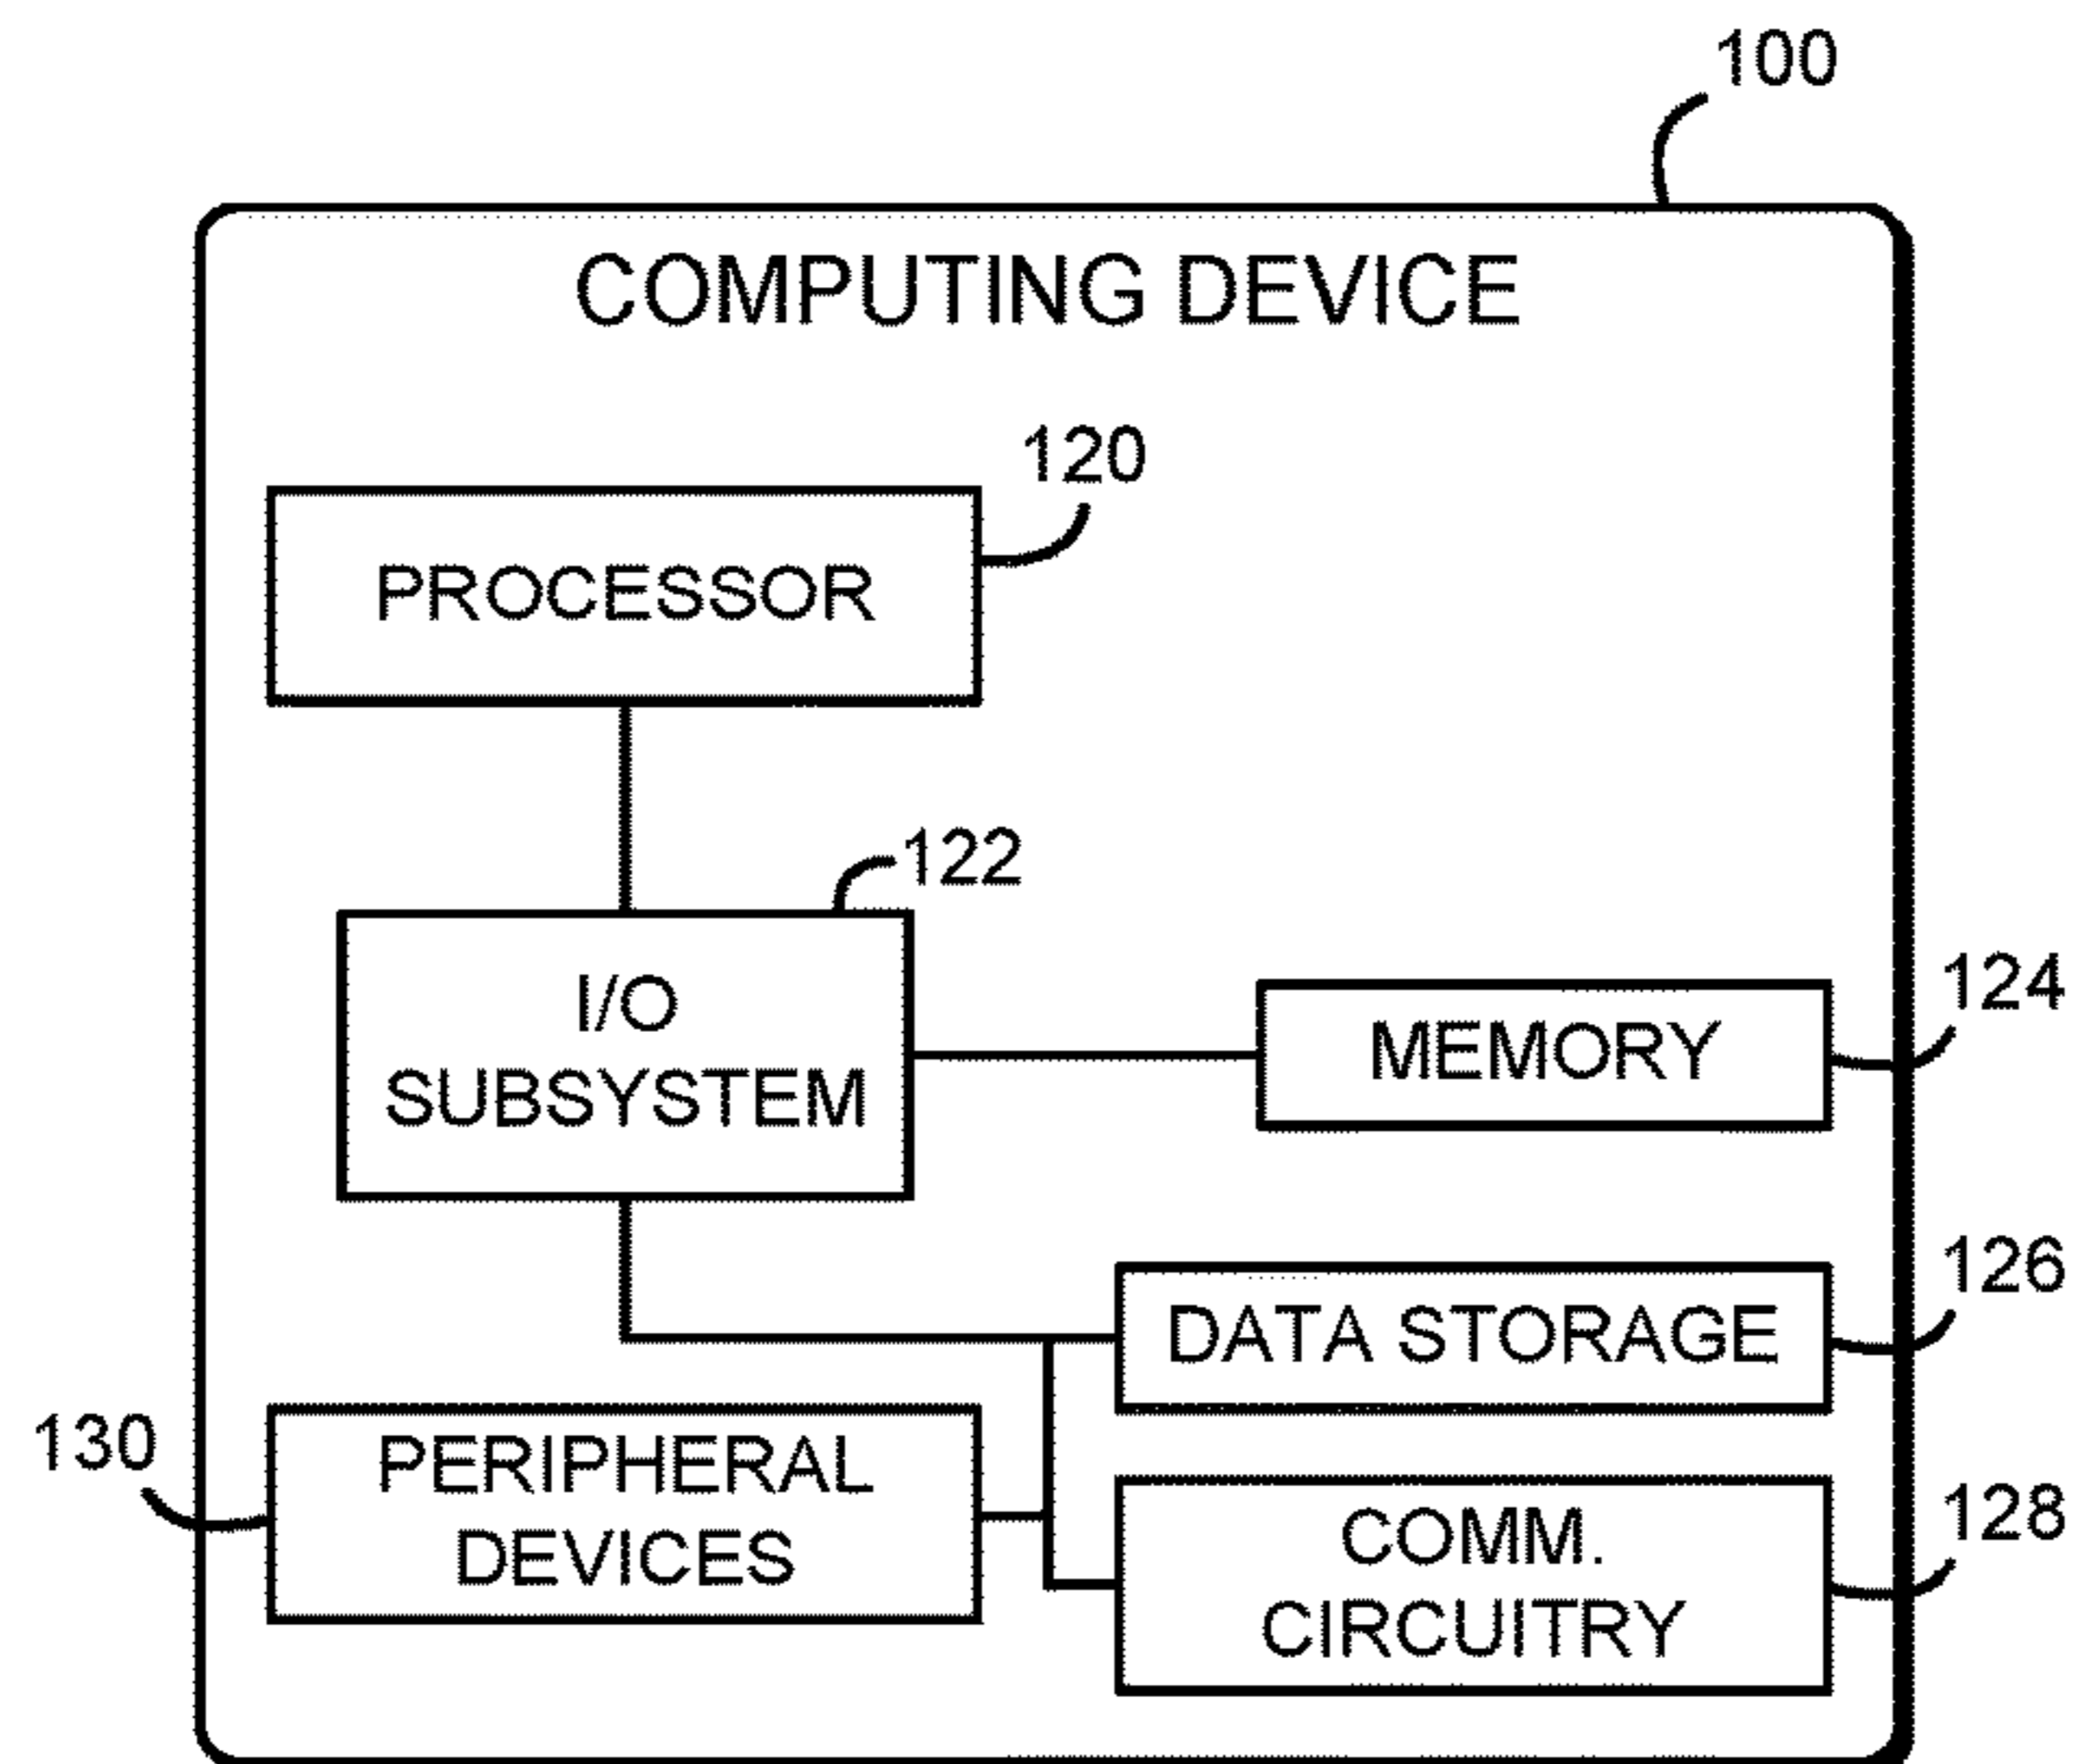 100
COMPUTING DEVICE
120
PROCESSOR
122
I/O
SUBSYSTEM
124
MEMORY
126
DATA STORAGE
130
PERIPHERAL
DEVICES
128
COMM.
CIRCUITRY